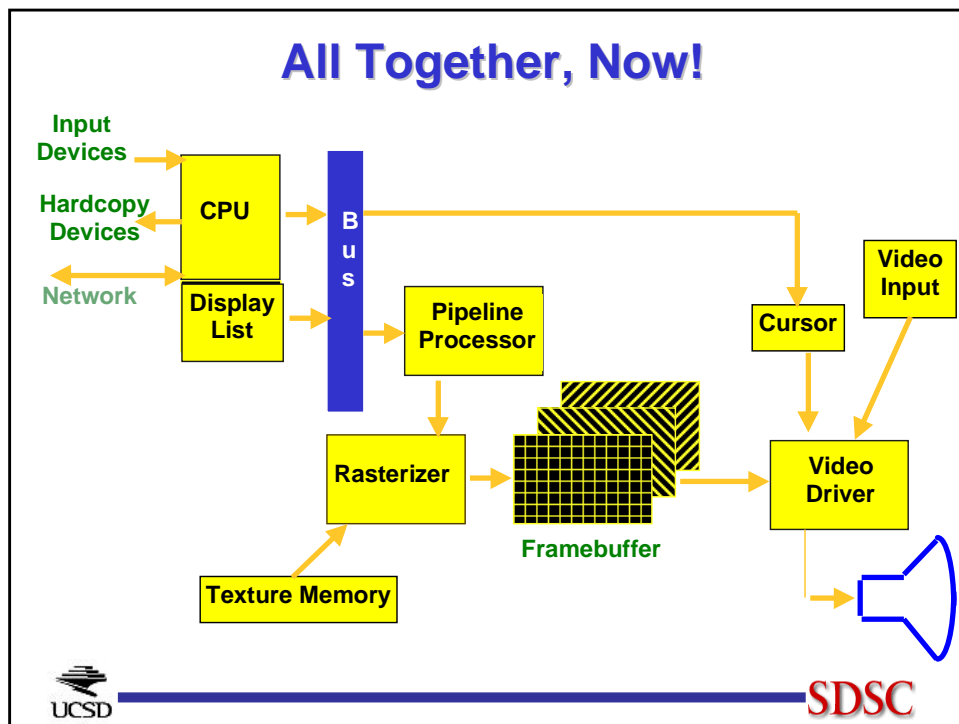 All Together, Now!
Input
Devices
Hardcopy
Devices
Network
CPU
Display
List
B
u
s
Pipeline
Processor
Cursor
Video
Input
Rasterizer
Framebuffer
Video
Driver
Texture Memory
UCSD
SDSC